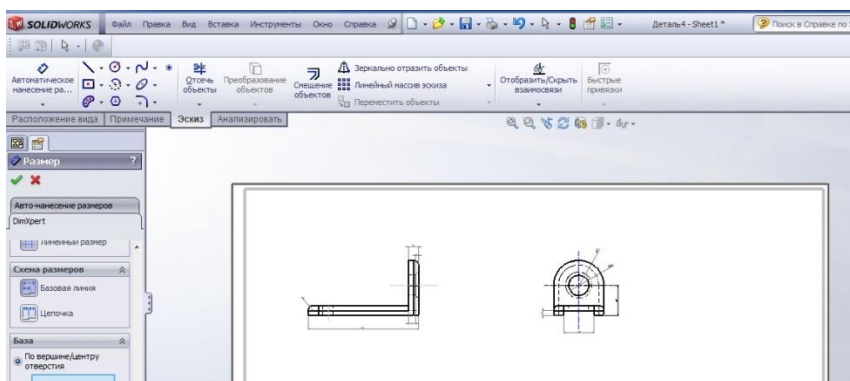 SOLIDWORKS Файл Правка Вид Вставка Инструменты Окно Справка Деталь4 - Sheet1 * Поиск в Справке по
Автоматическое нанесение ра...
Отсечь объекты
Преобразование объектов
Смещение объектов
Зеркально отразить объекты
Линейный массив эскиза
Переместить объекты
Отобразить/Скрыть взаимосвязи
Быстрые привязки
Расположение вида Примечание Эскиз Анализировать
Размер ?
Авто-нанесение размеров
DimXpert
Линейный размер
Схема размеров
Базовая линия
Цепочка
База
По вершине/центру отверстия